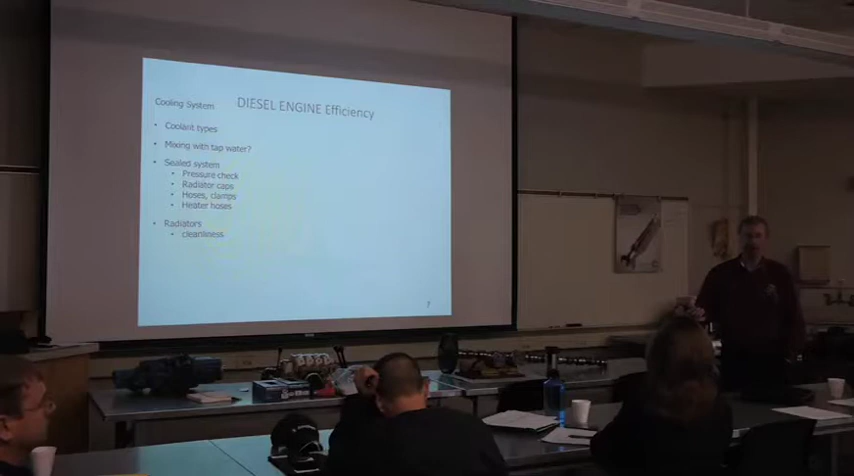 DIESEL ENGINE Efficiency
Cooling System
• Coolant types
• Mixing with tap water?
• Sealed system
• Pressure check
• Radiator caps
• Hoses, clamps
• Heater hoses
• Radiators
• cleanliness
7